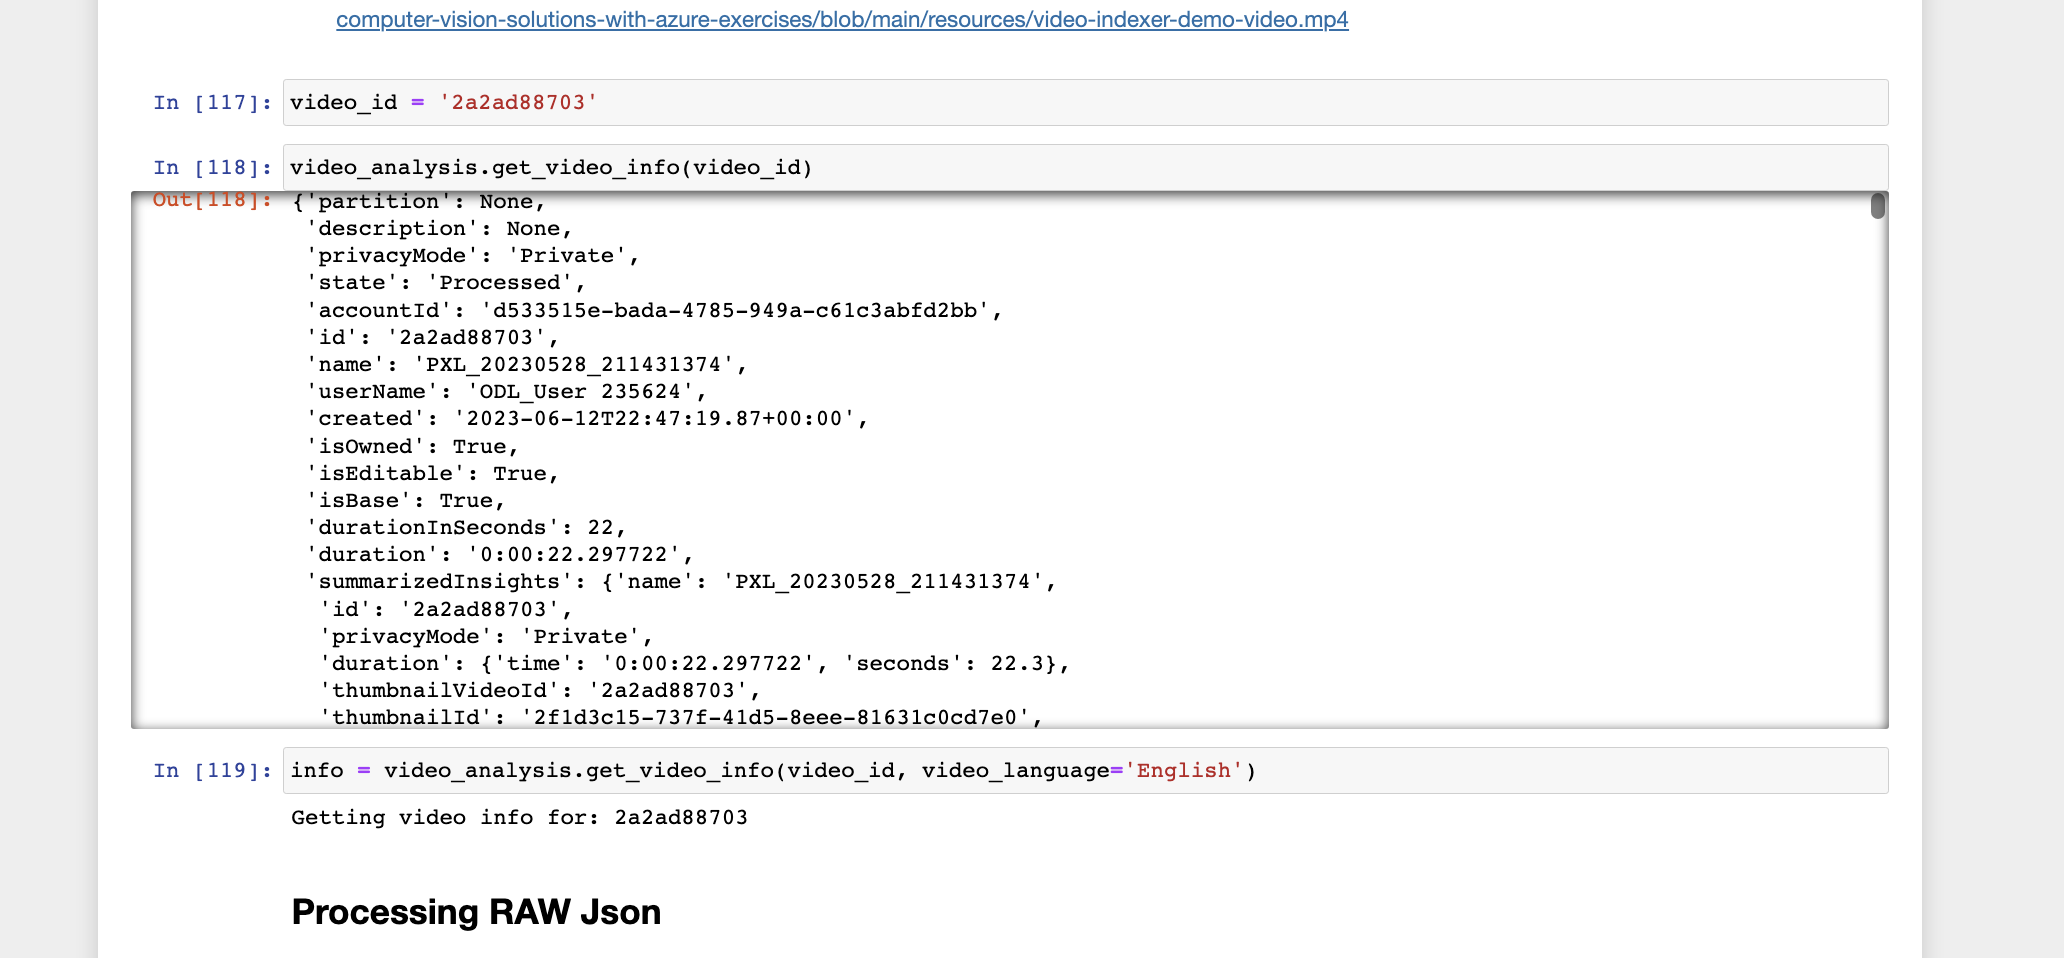 computer-vision-solutions-with-azure-exercises/blob/main/resources/video-indexer-demo-video.mp4
In [117]: video_id = '2a2ad88703'
In [118]: video_analysis.get_video_info(video_id)
Out[118]: {'partition': None,
'description': None,
'privacyMode': 'Private',
'state': 'Processed',
'accountId': 'd533515e-bada-4785-949a-c61c3abfd2bb',
'id': '2a2ad88703',
'name': 'PXL_20230528_211431374',
'userName': 'ODL_User 235624',
'created': '2023-06-12T22:47:19.87+00:00',
'isOwned': True,
'isEditable': True,
'isBase': True,
'durationInSeconds': 22,
'duration': '0:00:22.297722',
'summarizedInsights': {'name': 'PXL_20230528_211431374',
'id': '2a2ad88703',
'privacyMode': 'Private',
'duration': {'time': '0:00:22.297722', 'seconds': 22.3},
'thumbnailVideoId': '2a2ad88703',
'thumbnailId': '2f1d3c15-737f-41d5-8eee-81631c0cd7e0',
In [119]: info = video_analysis.get_video_info(video_id, video_language='English')
Getting video info for: 2a2ad88703
Processing RAW Json